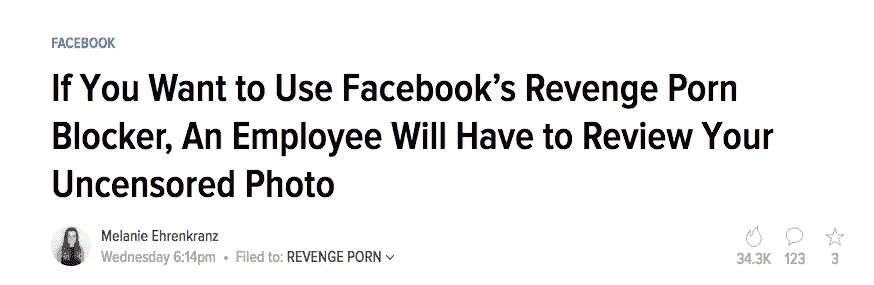 FACEBOOK
If You Want to Use Facebook’s Revenge Porn
Blocker, An Employee Will Have to Review Your
Uncensored Photo
Melanie Ehrenkranz
Wednesday 6:14pm • Filed to: REVENGE PORN
34.3K 123 3